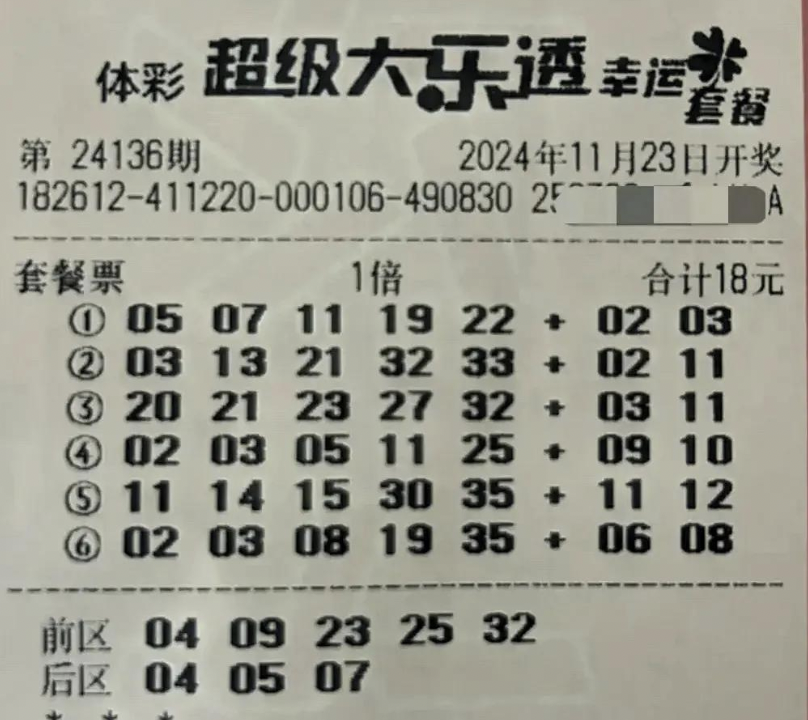 体彩 超级大乐透 幸运套餐
第 24136期 2024年11月23日开奖
182612-411220-000106-490830 A
套餐票 1倍 合计18元
① 05 07 11 19 22 + 02 03
② 03 13 21 32 33 + 02 11
③ 20 21 23 27 32 + 03 11
④ 02 03 05 11 25 + 09 10
⑤ 11 14 15 30 35 + 11 12
⑥ 02 03 08 19 35 + 06 08
前区 04 09 23 25 32
后区 04 05 07
* * *